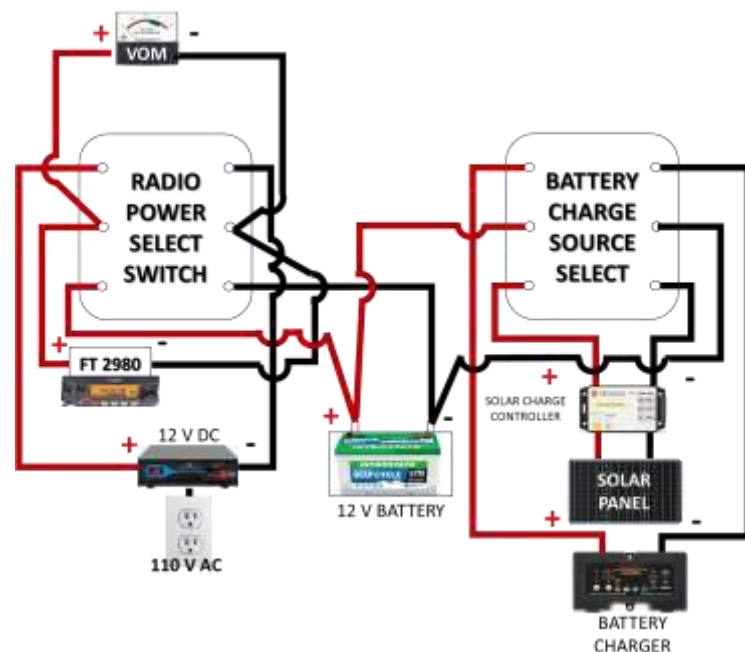 +
-
VOM
RADIO
POWER
SELECT
SWITCH
BATTERY
CHARGE
SOURCE
SELECT
+
-
FT 2980
+
-
SOLAR CHARGE
CONTROLLER
+
12 V DC
-
+
-
SOLAR
PANEL
12 V BATTERY
110 V AC
+
-
BATTERY
CHARGER